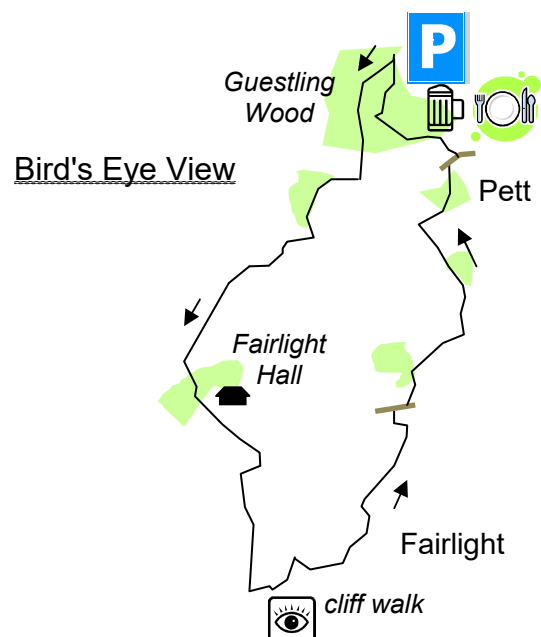 P
Guestling
Wood
Bird's Eye View
Pett
Fairlight
Hall
Fairlight
cliff walk